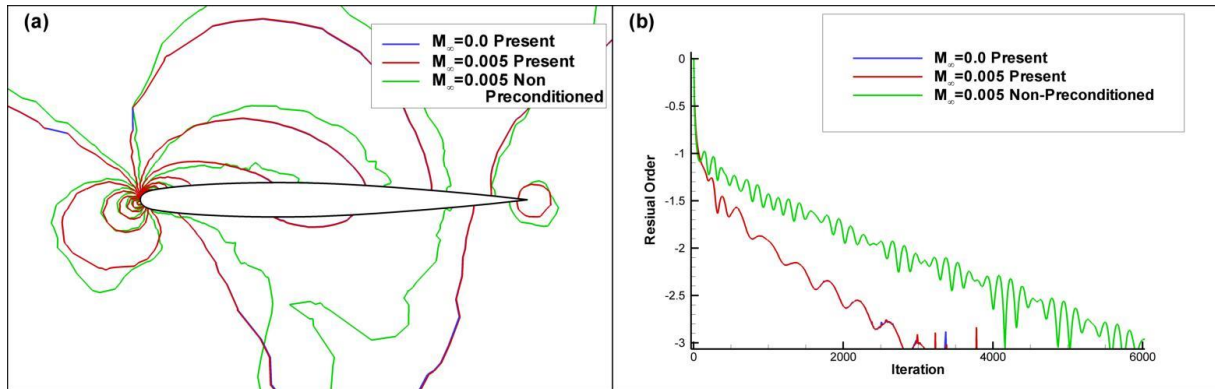 (a)
M∞=0.0 Present
M∞=0.005 Present
M∞=0.005 Non
Preconditioned
(b)
M∞=0.0 Present
M∞=0.005 Present
M∞=0.005 Non-Preconditioned
0
-0.5
-1
-1.5
-2
-2.5
-3
Resiual Order
0
2000
4000
6000
Iteration